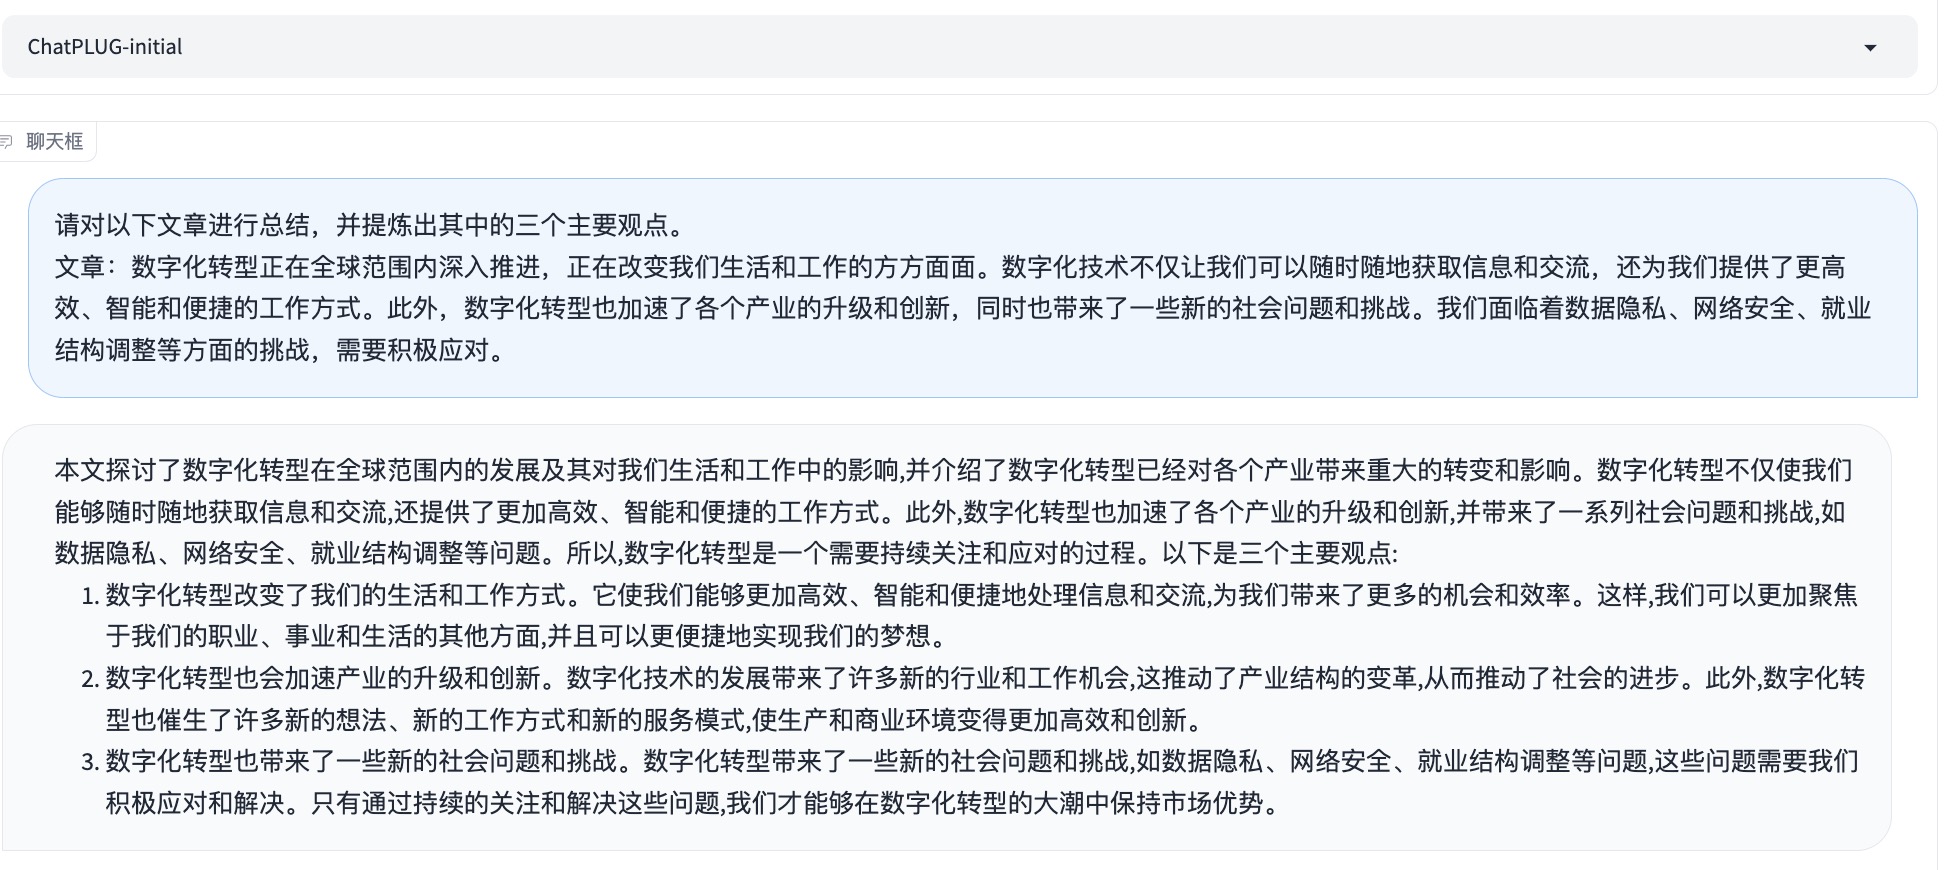 ChatPLUG-initial
聊天框
请对以下文章进行总结，并提炼出其中的三个主要观点。
文章：数字化转型正在全球范围内深入推进，正在改变我们生活和工作的方方面面。数字化技术不仅让我们可以随时随地获取信息和交流，还为我们提供了更高
效、智能和便捷的工作方式。此外，数字化转型也加速了各个产业的升级和创新，同时也带来了一些新的社会问题和挑战。我们面临着数据隐私、网络安全、就业
结构调整等方面的挑战，需要积极应对。
本文探讨了数字化转型在全球范围内的发展及其对我们生活和工作中的影响,并介绍了数字化转型已经对各个产业带来重大的转变和影响。数字化转型不仅使我们
能够随时随地获取信息和交流,还提供了更加高效、智能和便捷的工作方式。此外,数字化转型也加速了各个产业的升级和创新,并带来了一系列社会问题和挑战,如
数据隐私、网络安全、就业结构调整等问题。所以,数字化转型是一个需要持续关注和应对的过程。以下是三个主要观点:
1. 数字化转型改变了我们的生活和工作方式。它使我们能够更加高效、智能和便捷地处理信息和交流,为我们带来了更多的机会和效率。这样,我们可以更加聚焦
于我们的职业、事业和生活的其他方面,并且可以更便捷地实现我们的梦想。
2. 数字化转型也会加速产业的升级和创新。数字化技术的发展带来了许多新的行业和工作机会,这推动了产业结构的变革,从而推动了社会的进步。此外,数字化转
型也催生了许多新的想法、新的工作方式和新的服务模式,使生产和商业环境变得更加高效和创新。
3. 数字化转型也带来了一些新的社会问题和挑战。数字化转型带来了一些新的社会问题和挑战,如数据隐私、网络安全、就业结构调整等问题,这些问题需要我们
积极应对和解决。只有通过持续的关注和解决这些问题,我们才能够在数字化转型的大潮中保持市场优势。